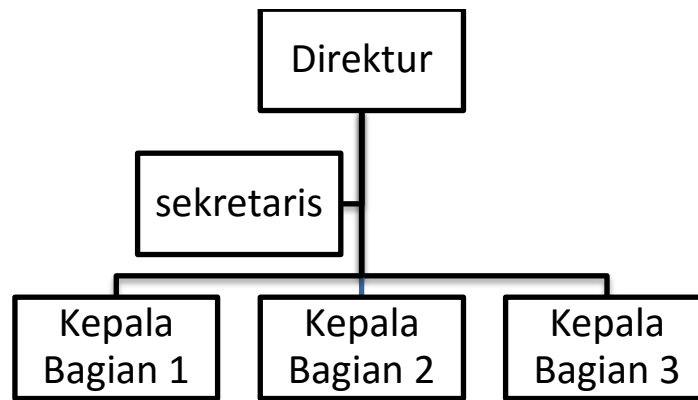 Direktur
sekretaris
Kepala
Bagian 1
Kepala
Bagian 2
Kepala
Bagian 3